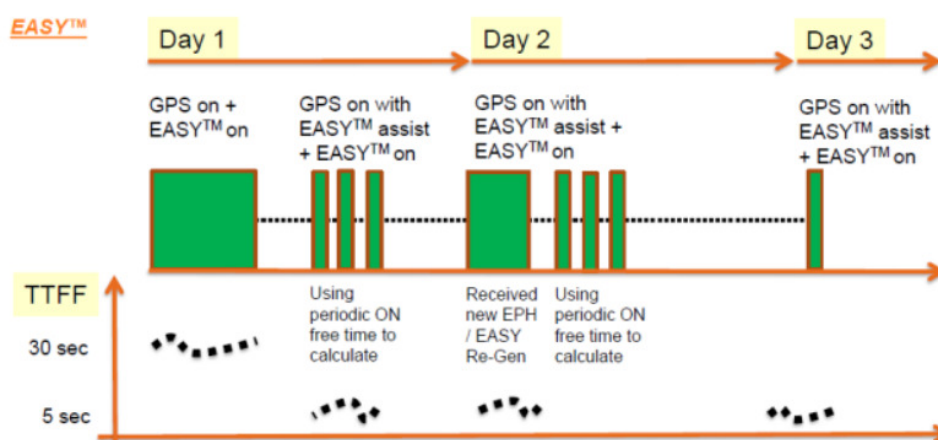 EASY™
Day 1
Day 2
Day 3
GPS on +
EASY™ on
GPS on with
EASY™ assist
+ EASY™ on
GPS on with
EASY™ assist +
EASY™ on
GPS on with
EASY™ assist
+ EASY™ on
TTFF
Using
periodic ON
free time to
calculate
Received
new EPH
/ EASY
Re-Gen
Using
periodic ON
free time to
calculate
30 sec
5 sec